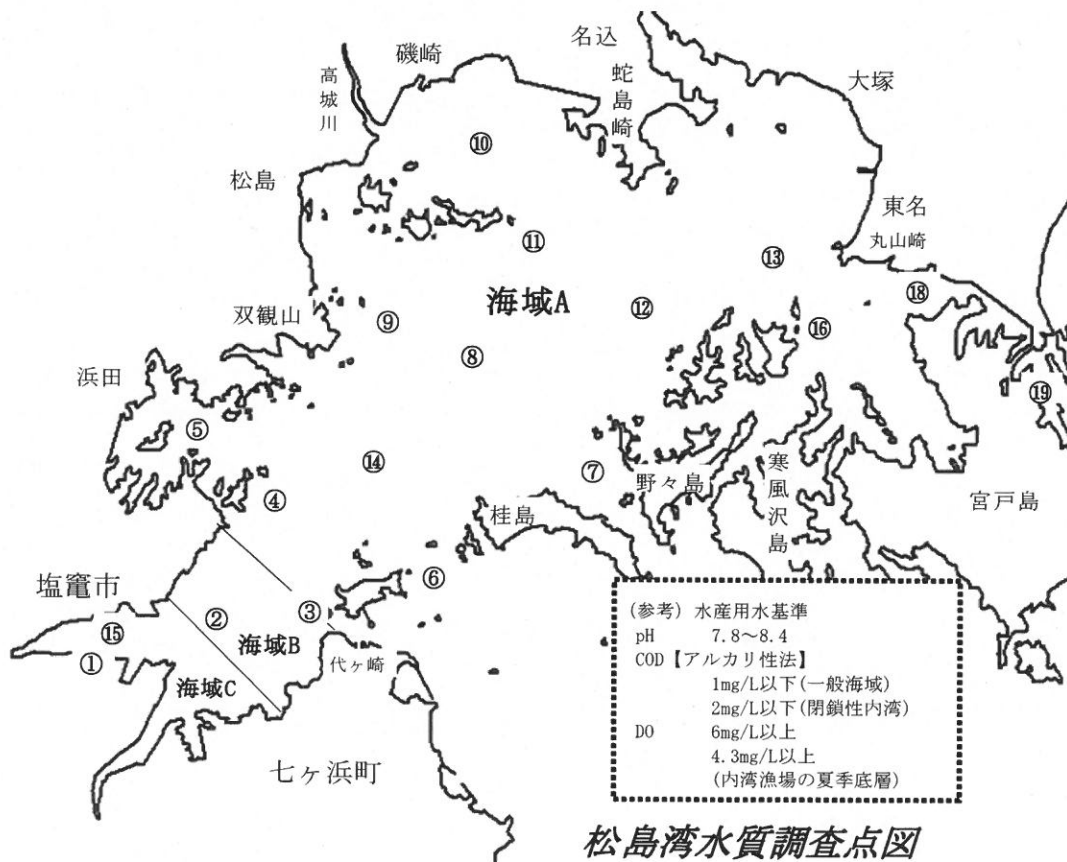 名込
磯崎
大塚
高城川
蛇島崎
⑩
松島
東名
丸山崎
⑪
⑬
⑱
海域A
双観山
⑨
⑫
⑯
⑧
浜田
⑲
⑤
⑭
⑦
野々島
寒風沢島
宮戸島
④
桂島
塩竈市
⑥
②
③
⑮
海域B
①
代ヶ崎
海域C
七ヶ浜町
(参考) 水産用水基準
pH 7.8～8.4
COD【アルカリ性法】
1mg/L以下(一般海域)
2mg/L以下(閉鎖性内湾)
DO 6mg/L以上
4.3mg/L以上
(内湾漁場の夏季底層)
松島湾水質調査点図